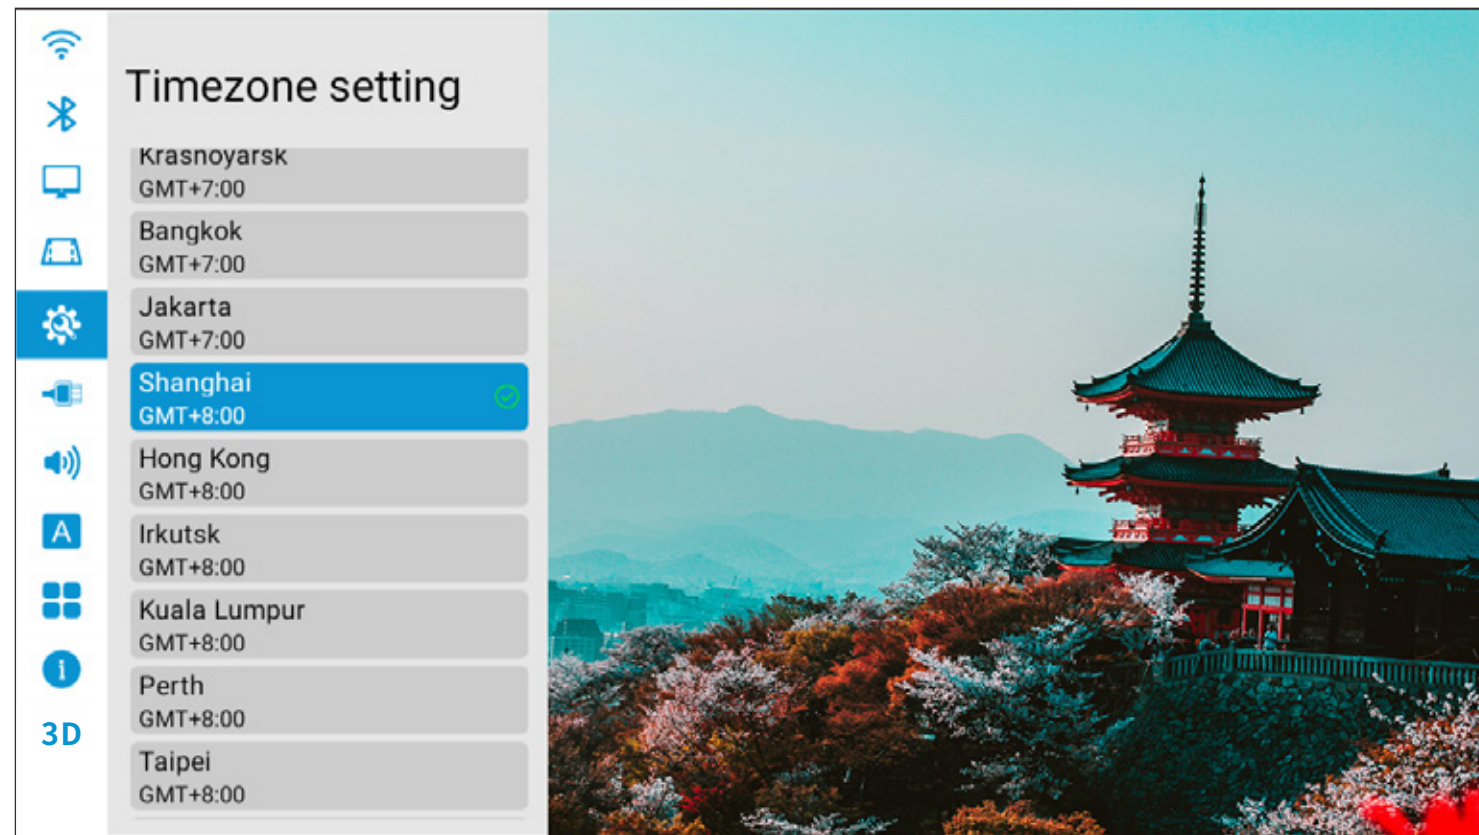 Timezone setting
Krasnoyarsk
GMT+7:00
Bangkok
GMT+7:00
Jakarta
GMT+7:00
Shanghai
GMT+8:00
Hong Kong
GMT+8:00
Irkutsk
GMT+8:00
A
Kuala Lumpur
GMT+8:00
i
Perth
GMT+8:00
3D
Taipei
GMT+8:00